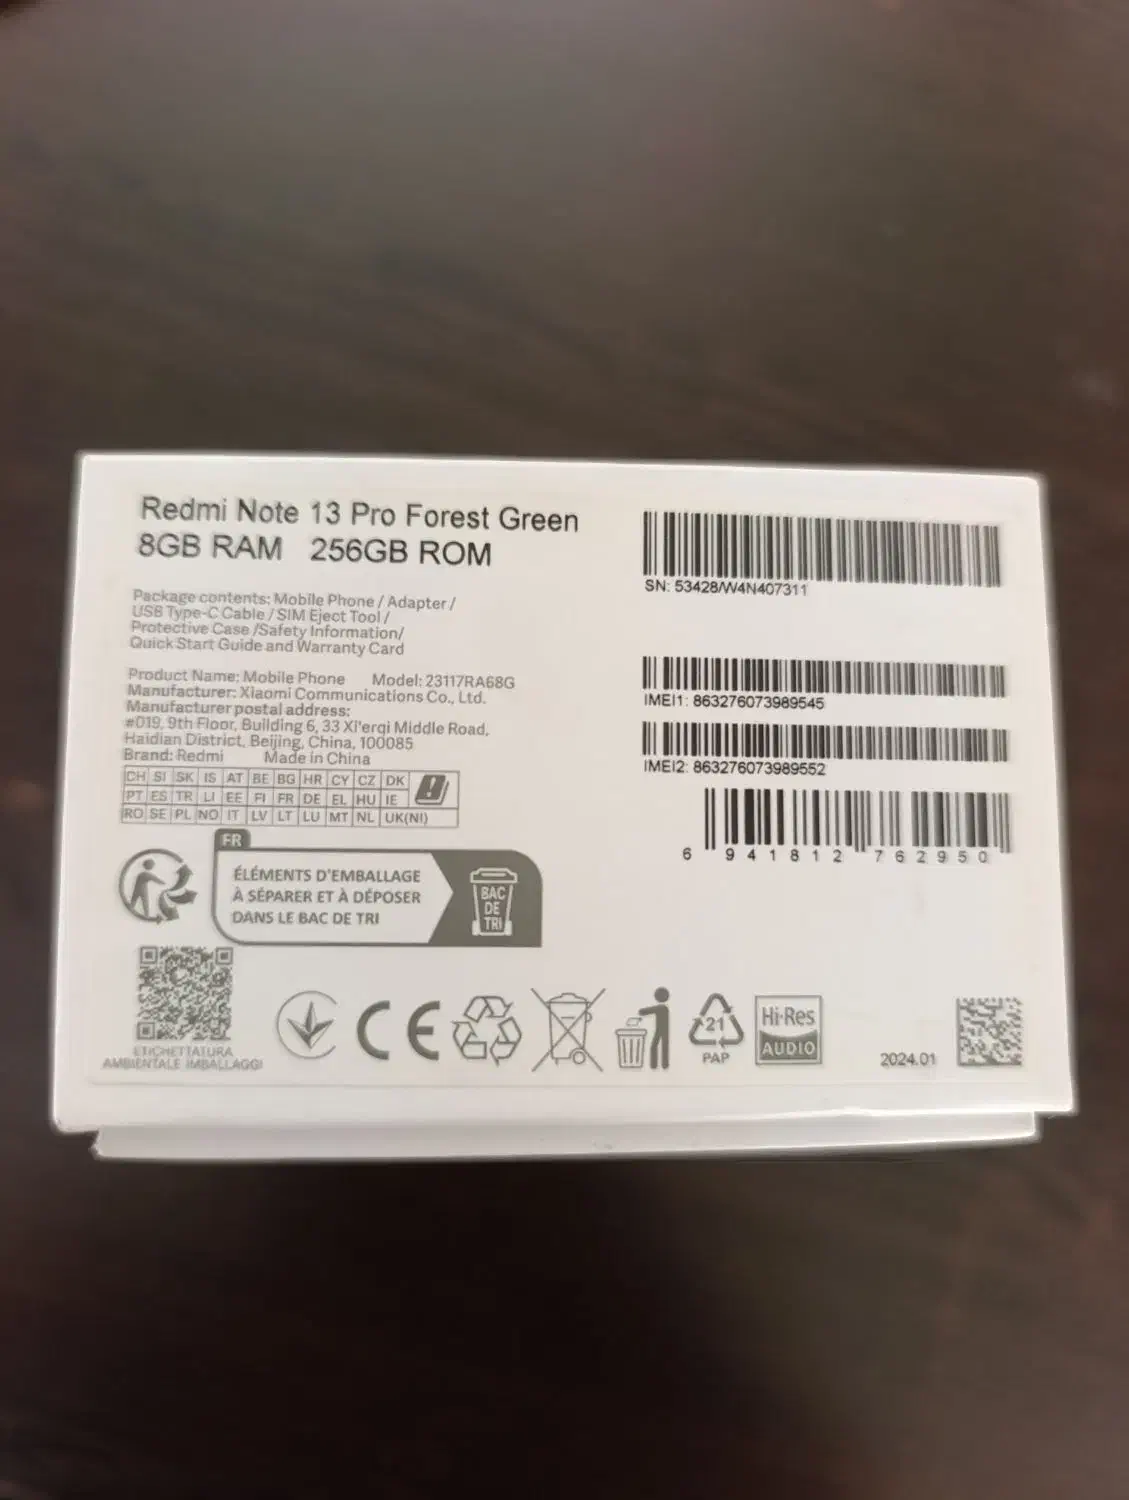 Redmi Note 13 Pro Forest Green
8GB RAM 256GB ROM
Package contents: Mobile Phone / Adapter /
USB Type-C Cable / SIM Eject Tool /
Protective Case /Safety Information/
Quick Start Guide and Warranty Card
Product Name: Mobile Phone Model: 23117RA68G
Manufacturer: Xiaomi Communications Co., Ltd.
Manufacturer postal address:
#019, 9th Floor, Building 6, 33 Xi'erqi Middle Road,
Haidian District, Beijing, China, 100085
Brand: Redmi Made in China
CH SI SK IS AT BE BG HR CY CZ DK
PT ES TR LI EE FI FR DE EL HU IE
RO SE PL NO IT LV LT LU MT NL UK(NI)
FR
ÉLÉMENTS D'EMBALLAGE
À SÉPARER ET À DÉPOSER
DANS LE BAC DE TRI
BAC
DE
TRI
ETICHETTATURA
AMBIENTALE IMBALLAGGI
CE
21
PAP
Hi-Res
AUDIO
2024.01
SN: 53428/W4N407311
IMEI1: 863276073989545
IMEI2: 863276073989552
6 941812 762950